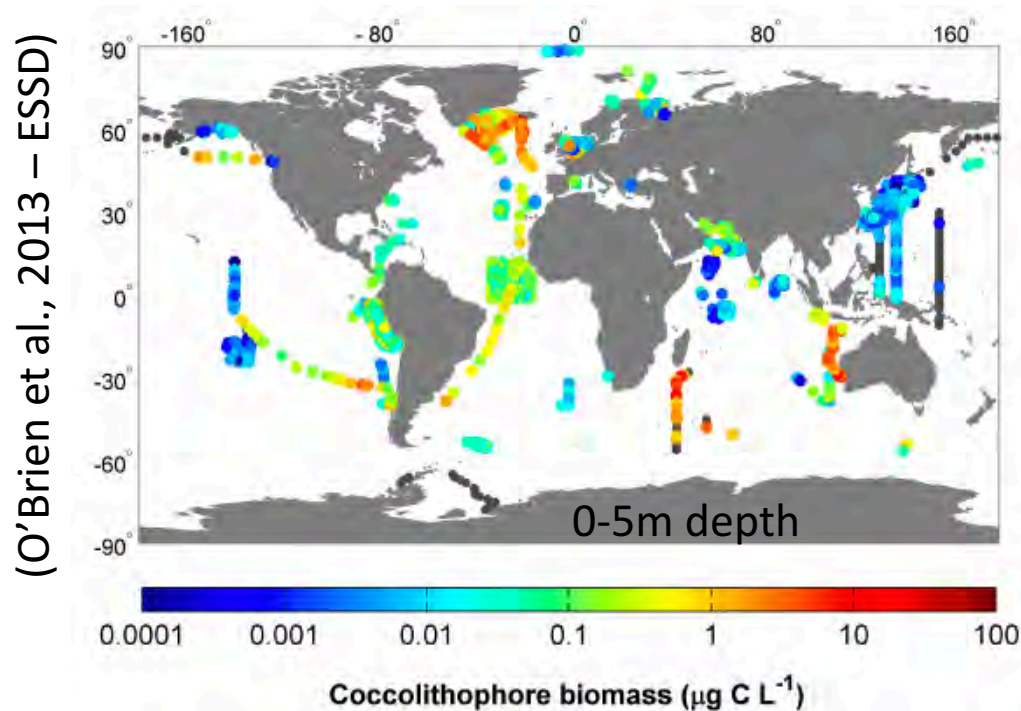 (O'Brien et al., 2013 – ESSD)
-160° -80° 0° 80° 160°
90°
60°
30°
0°
-30°
-60°
-90°
0-5m depth
0.0001 0.001 0.01 0.1 1 10 100
Coccolithophore biomass (μg C L⁻¹)